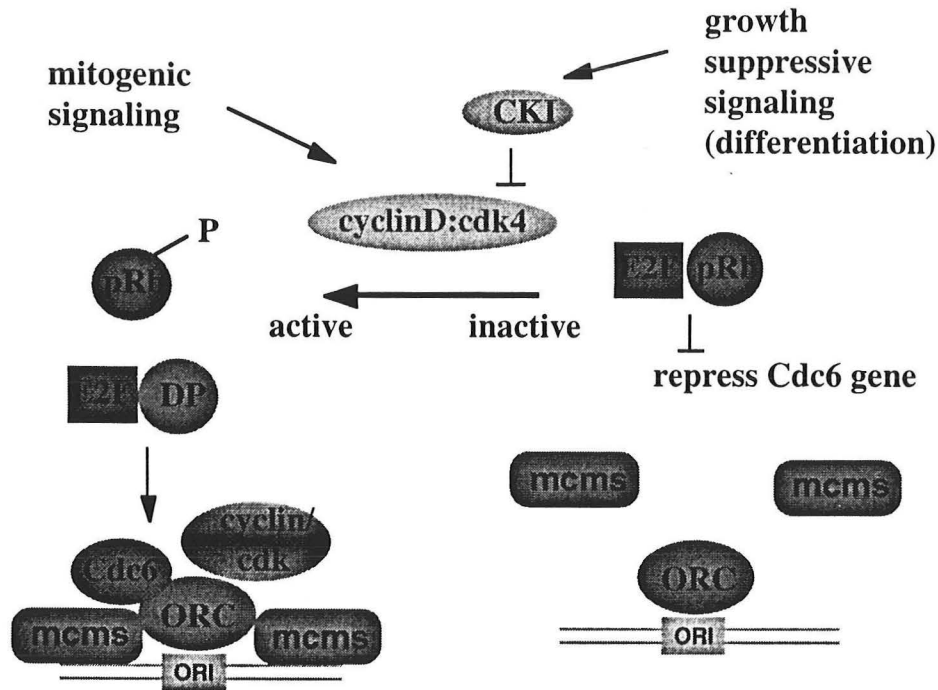 growth
suppressive
signaling
(differentiation)
mitogenic
signaling
CKI
cyclinD:cdk4
P
pRb
E2F
pRb
active
inactive
repress Cdc6 gene
E2F
DP
mcms
mcms
cyclin/
cdk
Cdc6
ORC
ORC
mcms
mcms
ORI
ORI